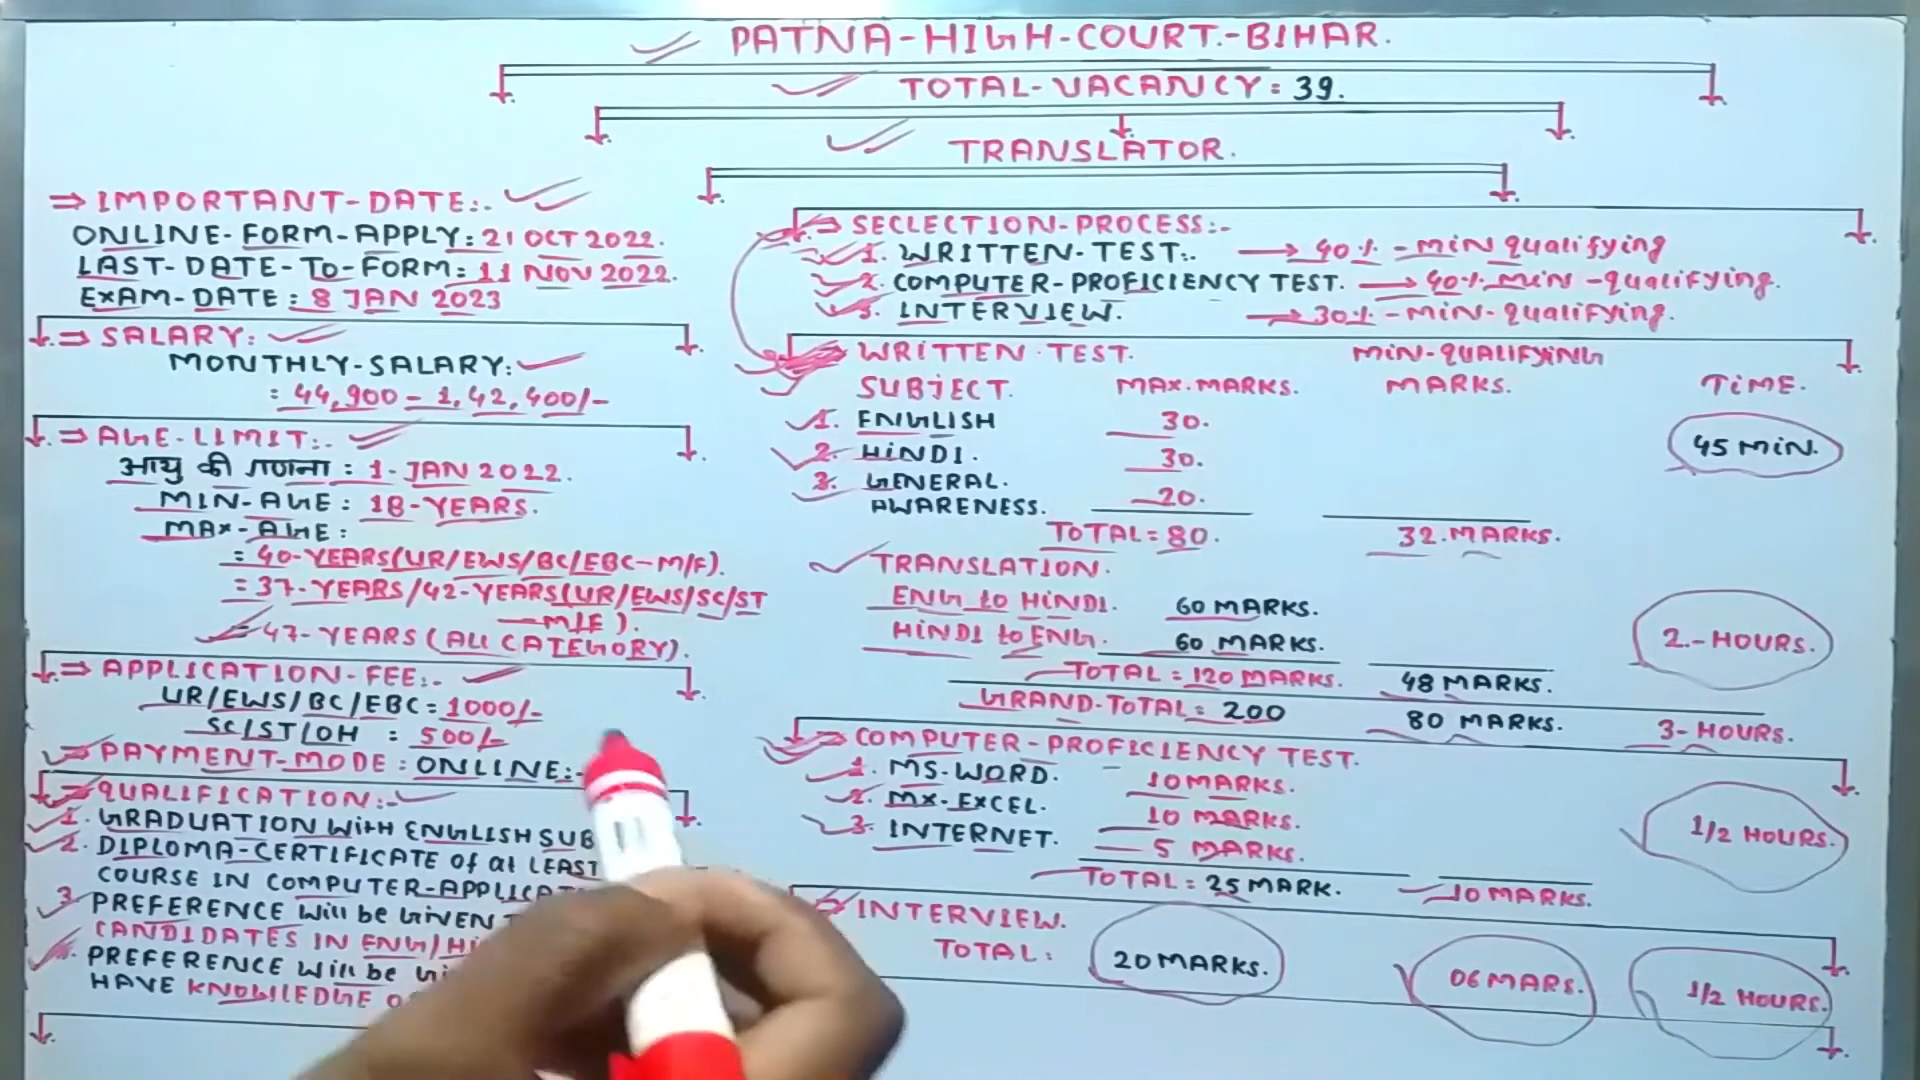 PATNA-HIGH-COURT.-BIHAR.
TOTAL-VACANCY = 39.
TRANSLATOR.
⇒ IMPORTANT-DATE:-.
ONLINE-FORM-APPLY: 21 OCT 2022.
LAST-DATE-TO-FORM: 11 NOV 2022.
EXAM-DATE: 8 JAN 2023
⇒ SALARY:
MONTHLY-SALARY:
= 44,900 - 1,42,400/-
⇒ AGE-LIMIT:-.
आयु की गणना : 1-JAN 2022.
MIN-AGE: 18-YEARS.
MAX-AGE:
= 40-YEARS(UR/EWS/BC/EBC-M/F).
= 37-YEARS/42-YEARS(UR/EWS/SC/ST
-M/F).
= 47-YEARS (ALL CATEGORY).
⇒ APPLICATION-FEE:-.
UR/EWS/BC/EBC = 1000/-
SC/ST/OH : 500/-
⇒ PAYMENT-MODE: ONLINE:-
⇒ QUALIFICATION:-
1. GRADUATION WITH ENGLISH SUB
2. DIPLOMA-CERTIFICATE of at LEAST
COURSE IN COMPUTER-APPLICAT
3. PREFERENCE Will be GIVEN
CANDIDATES IN ENG/HI
PREFERENCE Will be Gi
HAVE KNOWLEDGE O
⇒ SECLECTION-PROCESS:-
1. WRITTEN-TEST:. → 40% - MIN qualifying
2. COMPUTER-PROFICIENCY TEST. → 40% MIN - qualifying.
3. INTERVIEW. → 30% - MIN - qualifying.
⇒ WRITTEN TEST. MIN-QUALIFYING
SUBJECT. MAX.MARKS. MARKS. TIME.
1. ENGLISH 30. 45 MIN.
2. HINDI. 30.
3. GENERAL.
AWARENESS. 20.
TOTAL = 80. 32.MARKS.
TRANSLATION.
ENG to HINDI. 60 MARKS. 2.-HOURS.
HINDI to ENG. 60 MARKS.
TOTAL = 120 MARKS. 48 MARKS.
GRAND-TOTAL = 200 80 MARKS. 3-HOURS.
⇒ COMPUTER-PROFICIENCY TEST.
1. MS-WORD. 10 MARKS.
2. MX-EXCEL. 10 MARKS. 1/2 HOURS.
3. INTERNET. 5 MARKS.
TOTAL = 25 MARK. 10 MARKS.
⇒ INTERVIEW.
TOTAL: 20 MARKS. 06 MARS. 1/2 HOURS.